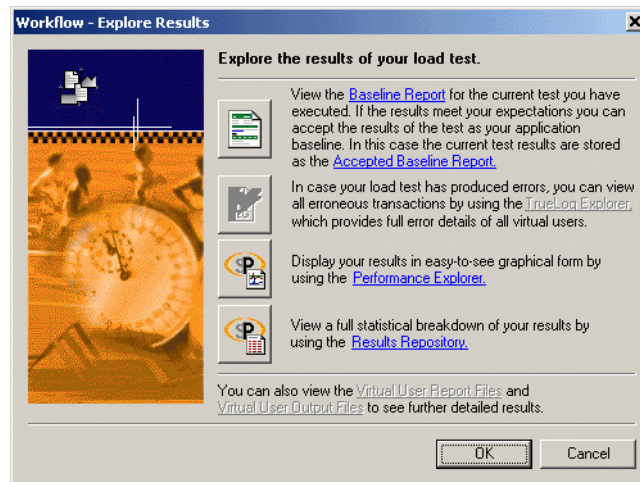 Workflow - Explore Results
Explore the results of your load test.
View the Baseline Report for the current test you have
executed. If the results meet your expectations you can
accept the results of the test as your application
baseline. In this case the current test results are stored
as the Accepted Baseline Report.
In case your load test has produced errors, you can view
all erroneous transactions by using the TrueLog Explorer,
which provides full error details of all virtual users.
Display your results in easy-to-see graphical form by
using the Performance Explorer.
View a full statistical breakdown of your results by
using the Results Repository.
You can also view the Virtual User Report Files and
Virtual User Output Files to see further detailed results.
OK
Cancel